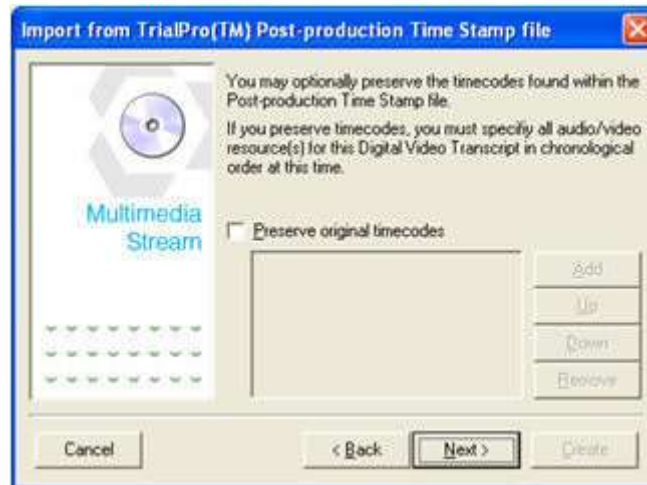 Import from TrialPro(TM) Post-production Time Stamp file
You may optionally preserve the timecodes found within the
Post-production Time Stamp file.
If you preserve timecodes, you must specifiy all audio/video
resource(s) for this Digital Video Transcript in chronological
order at this time.
Multimedia
Stream
Preserve original timecodes
Add
Up
Down
Remove
Cancel
< Back
Next >
Create